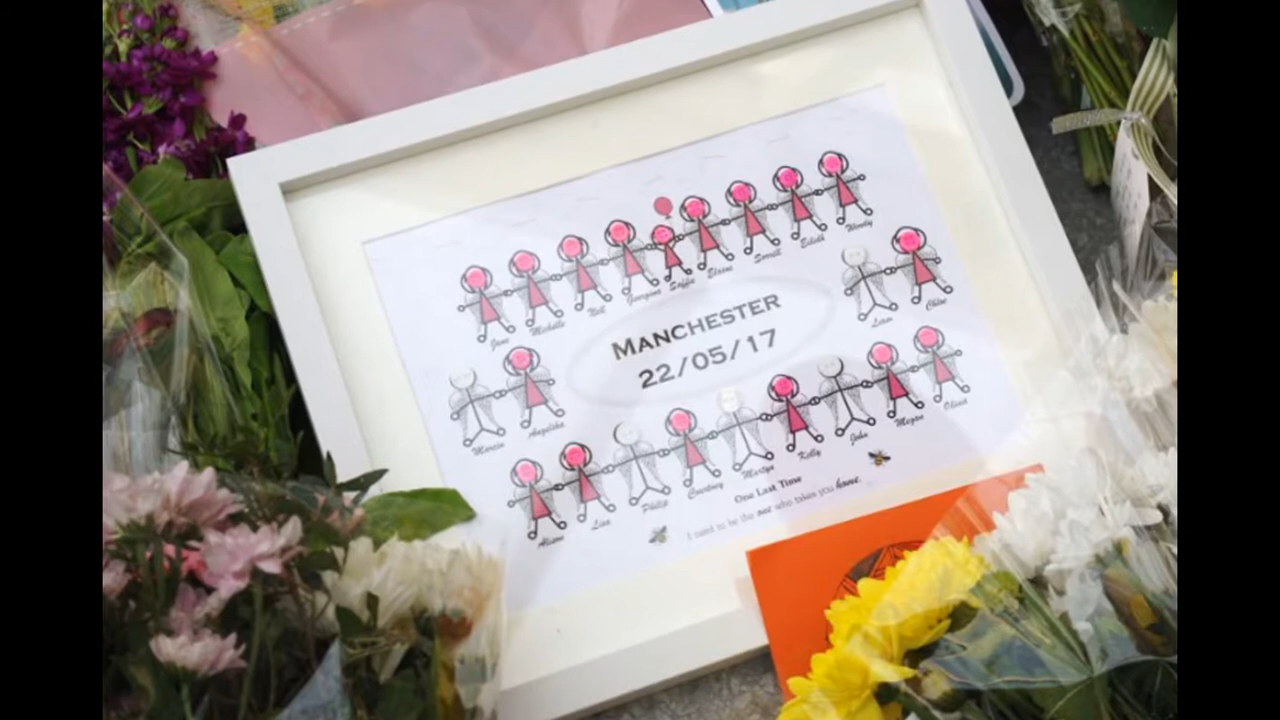 Jane Michelle Nell Georgina Saffie Elaine Sorrell Eilidh Wendy
Marcin Angelika
MANCHESTER
22/05/17
Liam Chloe
Alison Lisa Philip Courtney Martyn Kelly John Megan Olivia
One Last Time
I used to be the one who takes you home.